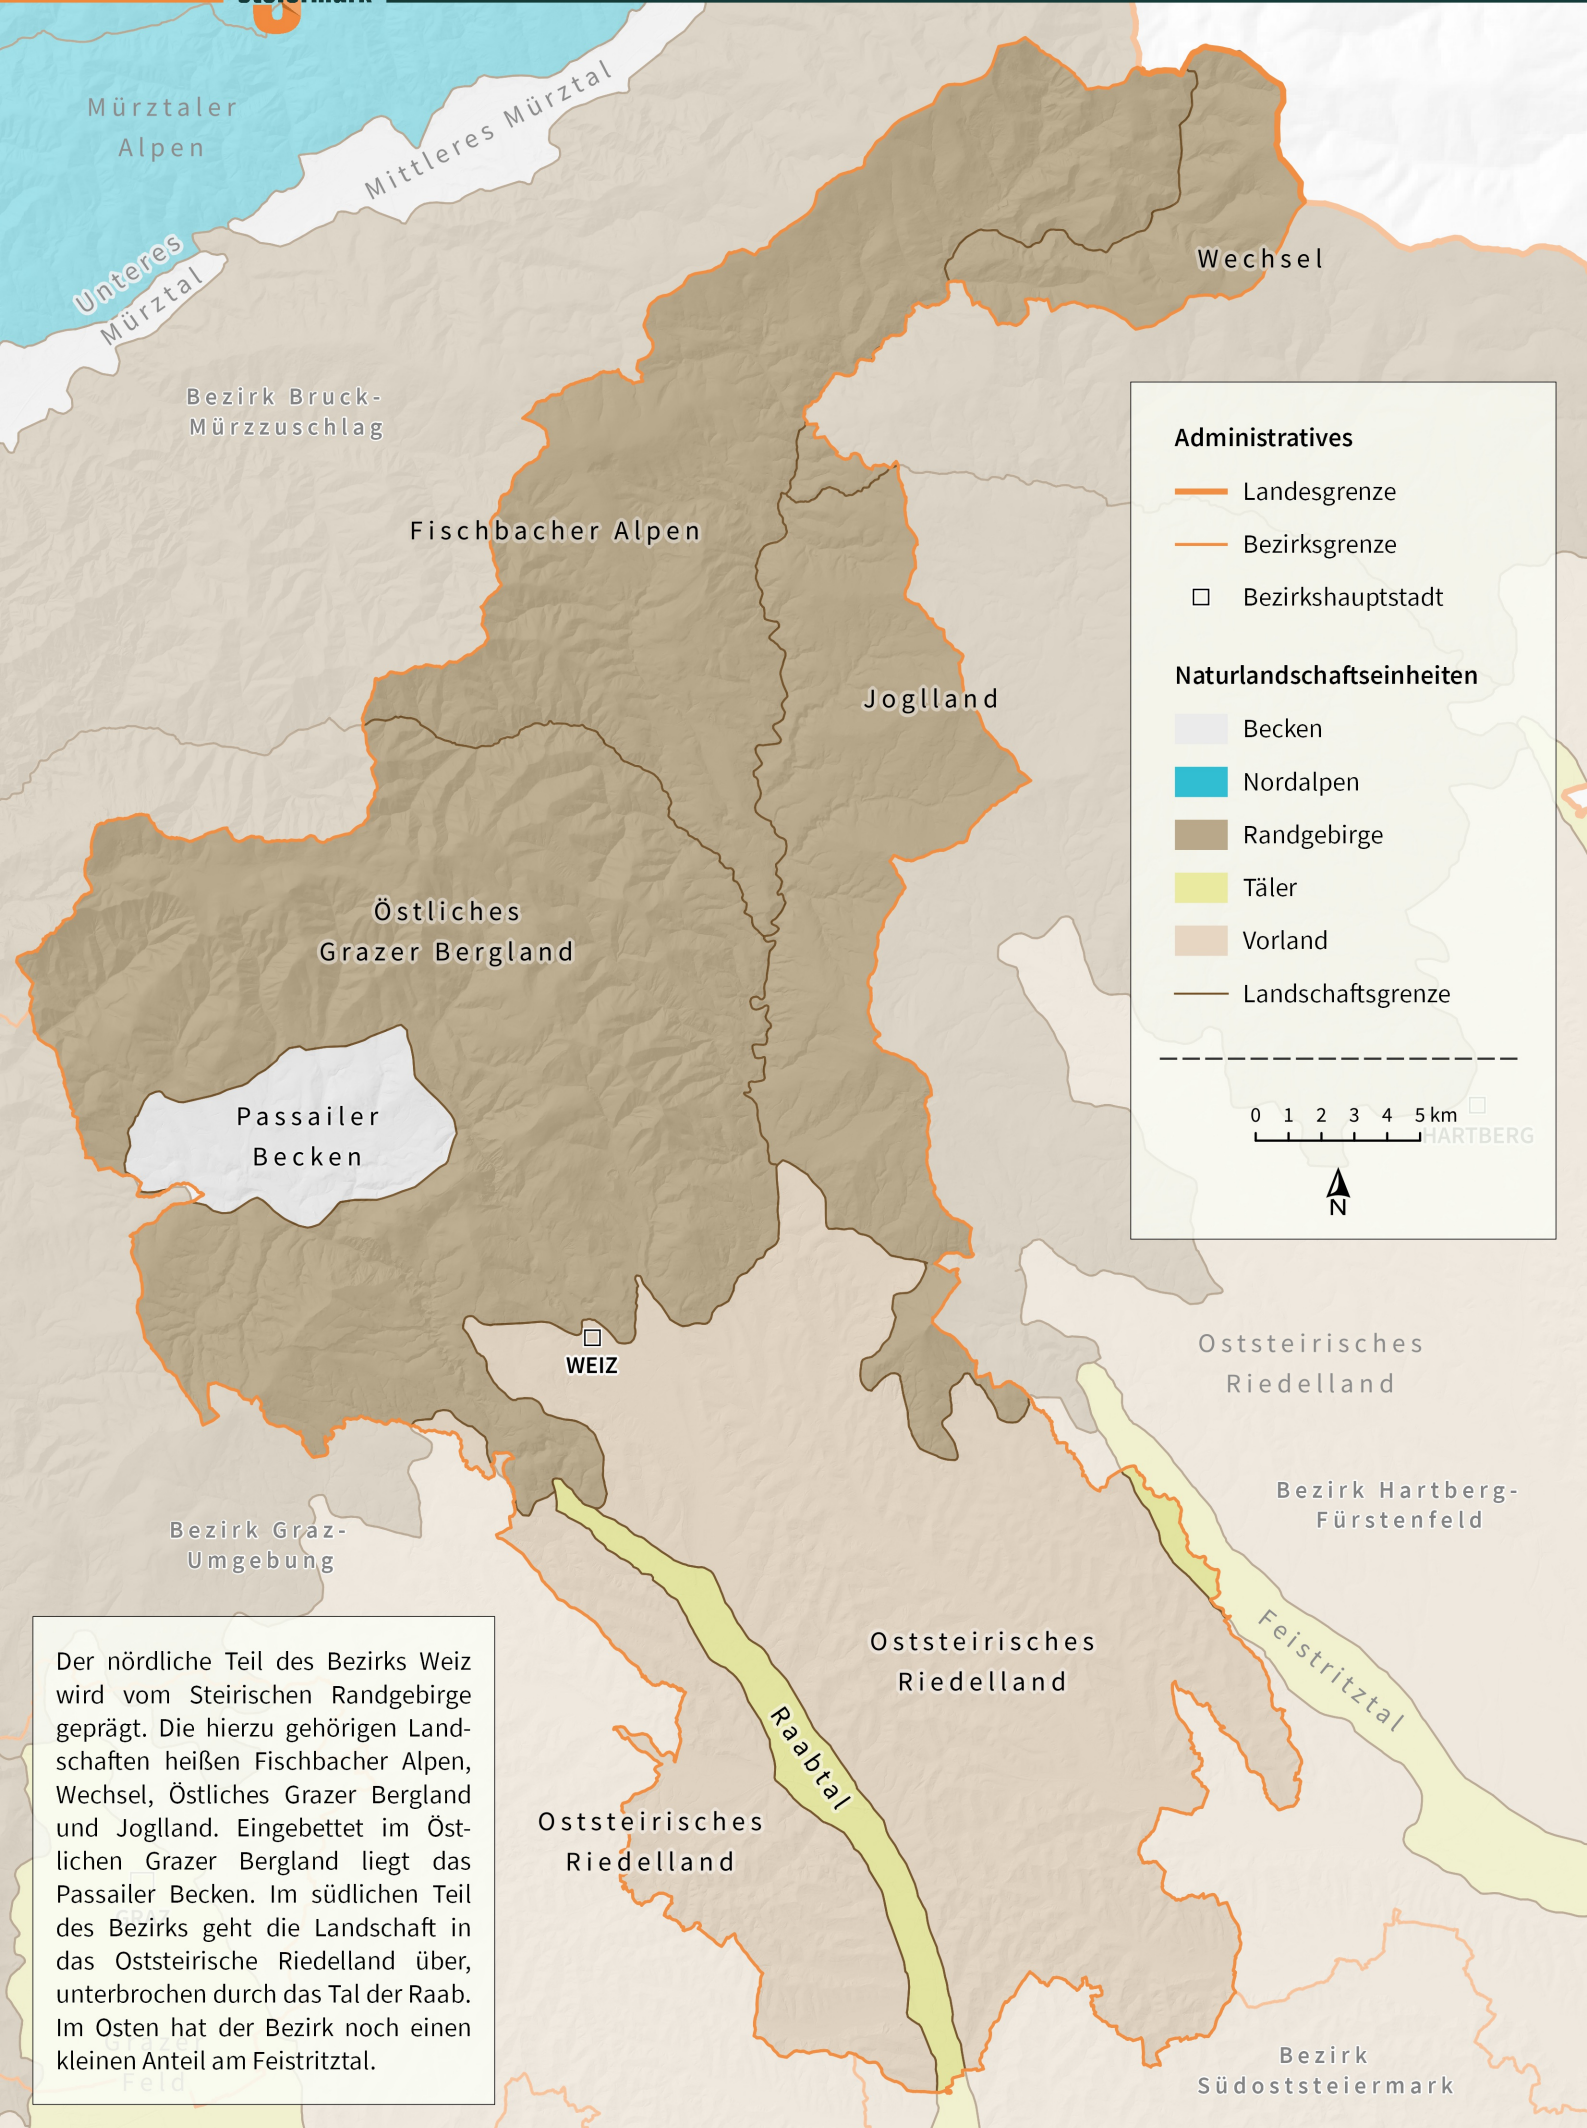 Steiermark
Mürztaler
Alpen
Mittleres Mürztal
Unteres
Mürztal
Wechsel
Bezirk Bruck-
Mürzzuschlag
Fischbacher Alpen
Joglland
Östliches
Grazer Bergland
Passailer
Becken
WEIZ
Administratives
Landesgrenze
Bezirksgrenze
Bezirkshauptstadt
Naturlandschaftseinheiten
Becken
Nordalpen
Randgebirge
Täler
Vorland
Landschaftsgrenze
0 1 2 3 4 5 km
HARTBERG
N
Oststeirisches
Riedelland
Bezirk Hartberg-
Fürstenfeld
Bezirk Graz-
Umgebung
Feistritztal
Oststeirisches
Riedelland
Raabtal
Oststeirisches
Riedelland
Der nördliche Teil des Bezirks Weiz
wird vom Steirischen Randgebirge
geprägt. Die hierzu gehörigen Land-
schaften heißen Fischbacher Alpen,
Wechsel, Östliches Grazer Bergland
und Joglland. Eingebettet im Öst-
lichen Grazer Bergland liegt das
Passailer Becken. Im südlichen Teil
des Bezirks geht die Landschaft in
das Oststeirische Riedelland über,
unterbrochen durch das Tal der Raab.
Im Osten hat der Bezirk noch einen
kleinen Anteil am Feistritztal.
GRAZ
Grazer
Feld
Bezirk
Südoststeiermark